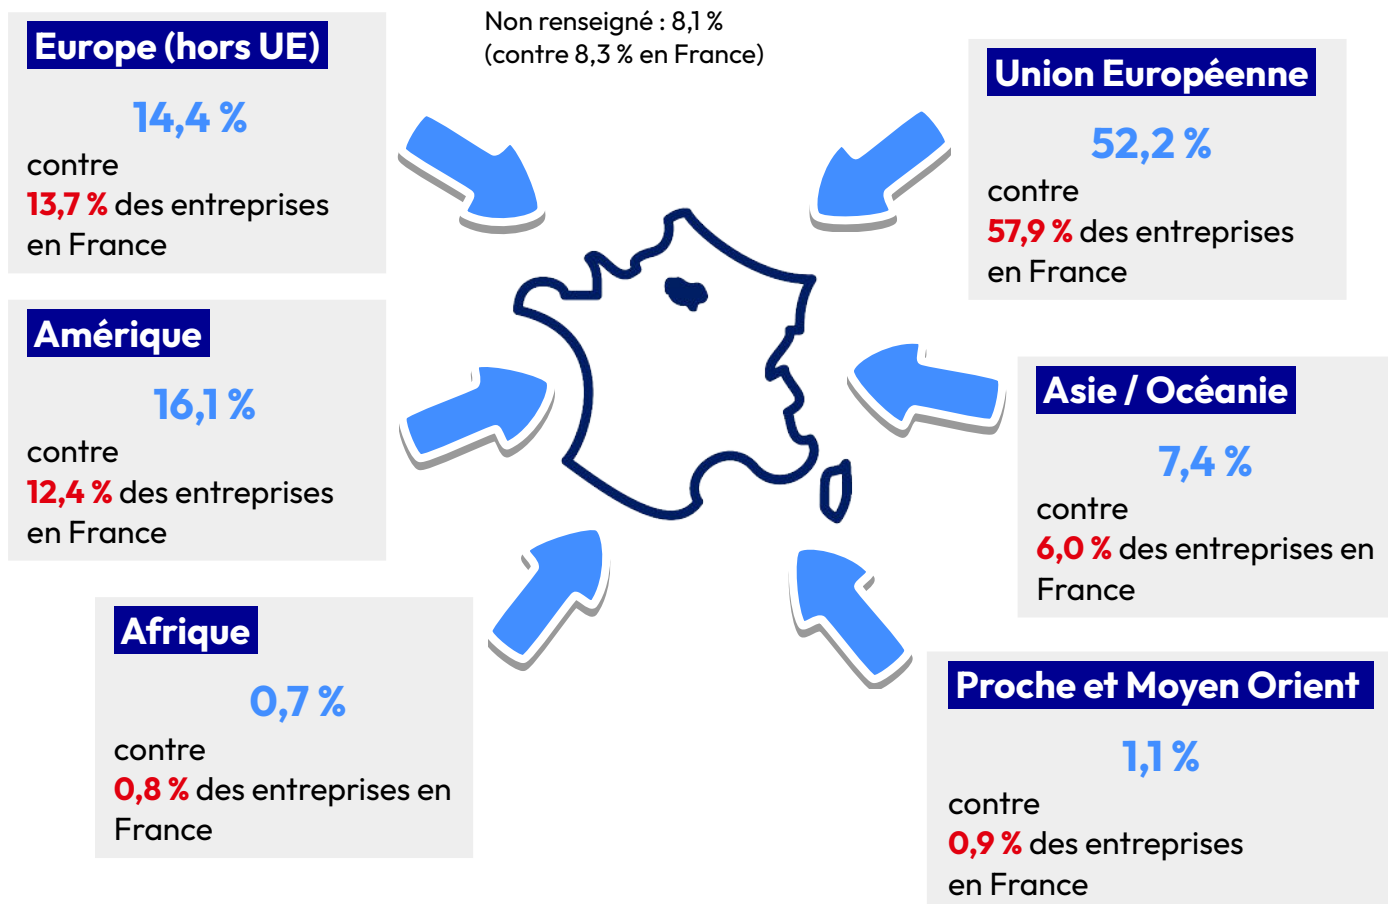 Non renseigné : 8,1 %
(contre 8,3 % en France)
Europe (hors UE)
14,4 %
contre
13,7 % des entreprises
en France
Union Européenne
52,2 %
contre
57,9 % des entreprises
en France
Amérique
16,1 %
contre
12,4 % des entreprises
en France
Asie / Océanie
7,4 %
contre
6,0 % des entreprises en
France
Afrique
0,7 %
contre
0,8 % des entreprises en
France
Proche et Moyen Orient
1,1 %
contre
0,9 % des entreprises
en France